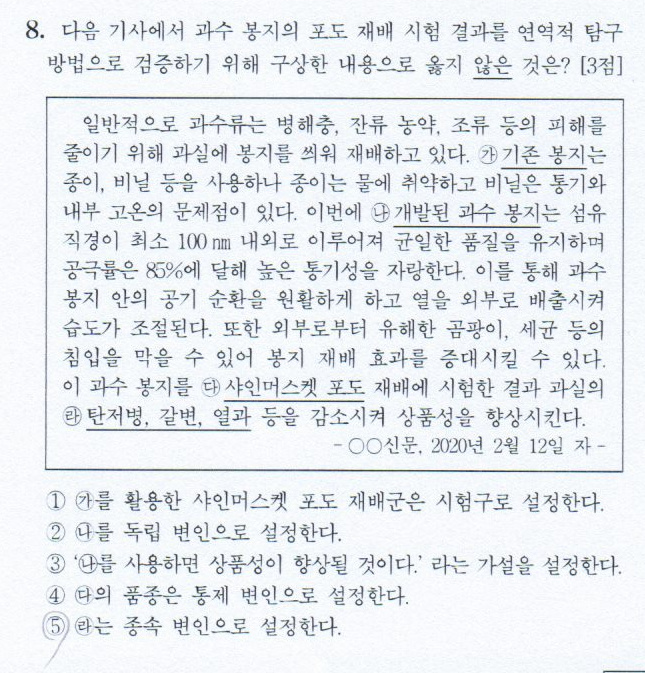 8. 다음 기사에서 과수 봉지의 포도 재배 시험 결과를 연역적 탐구
방법으로 검증하기 위해 구상한 내용으로 옳지 않은 것은? [3점]
일반적으로 과수류는 병해충, 잔류 농약, 조류 등의 피해를
줄이기 위해 과실에 봉지를 씌워 재배하고 있다. ㉮기존 봉지는
종이, 비닐 등을 사용하나 종이는 물에 취약하고 비닐은 통기와
내부 고온의 문제점이 있다. 이번에 ㉯개발된 과수 봉지는 섬유
직경이 최소 100㎚ 내외로 이루어져 균일한 품질을 유지하며
공극률은 85%에 달해 높은 통기성을 자랑한다. 이를 통해 과수
봉지 안의 공기 순환을 원활하게 하고 열을 외부로 배출시켜
습도가 조절된다. 또한 외부로부터 유해한 곰팡이, 세균 등의
침입을 막을 수 있어 봉지 재배 효과를 증대시킬 수 있다.
이 과수 봉지를 ㉰샤인머스켓 포도 재배에 시험한 결과 과실의
㉱탄저병, 갈변, 열과 등을 감소시켜 상품성을 향상시킨다.
- ○○신문, 2020년 2월 12일 자 -
① ㉮를 활용한 샤인머스켓 포도 재배군은 시험구로 설정한다.
② ㉯를 독립 변인으로 설정한다.
③ ‘㉯를 사용하면 상품성이 향상될 것이다.’ 라는 가설을 설정한다.
④ ㉰의 품종은 통제 변인으로 설정한다.
⑤ ㉱는 종속 변인으로 설정한다.